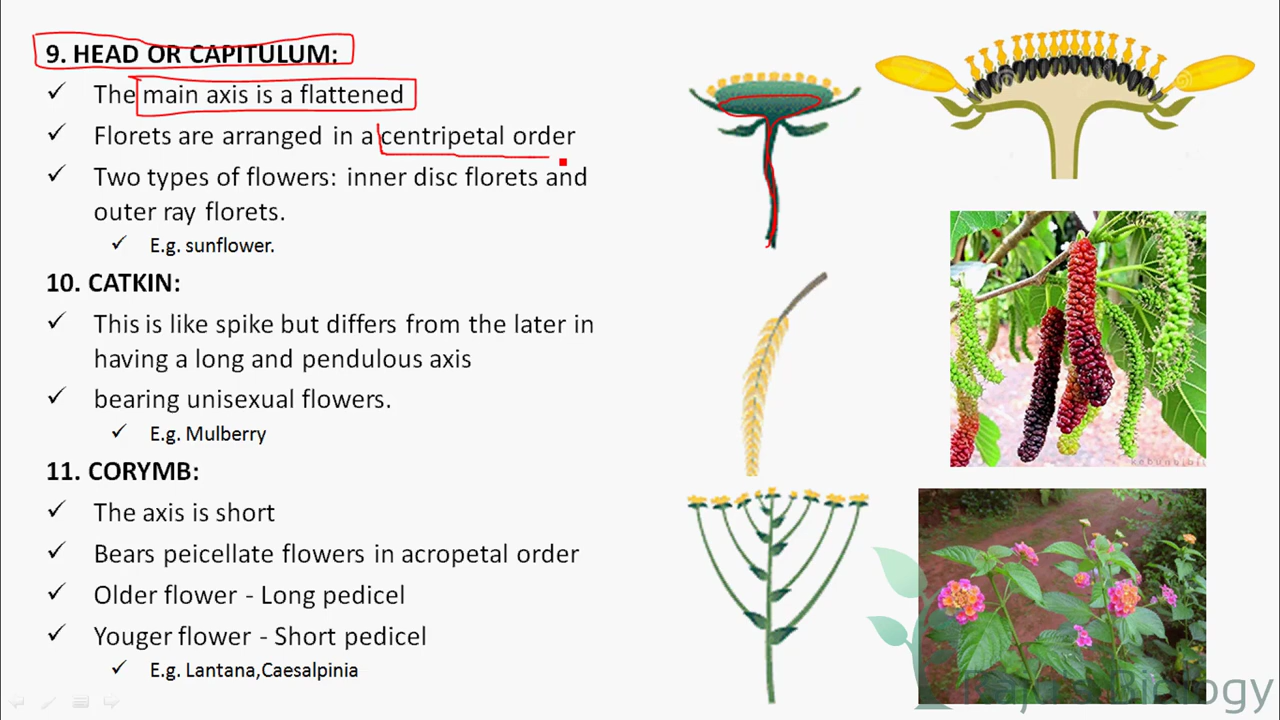 9. HEAD OR CAPITULUM:
✓ The main axis is a flattened
✓ Florets are arranged in a centripetal order
✓ Two types of flowers: inner disc florets and
outer ray florets.
✓ E.g. sunflower.
10. CATKIN:
✓ This is like spike but differs from the later in
having a long and pendulous axis
✓ bearing unisexual flowers.
✓ E.g. Mulberry
11. CORYMB:
✓ The axis is short
✓ Bears peicellate flowers in acropetal order
✓ Older flower - Long pedicel
✓ Youger flower - Short pedicel
✓ E.g. Lantana,Caesalpinia
Biology